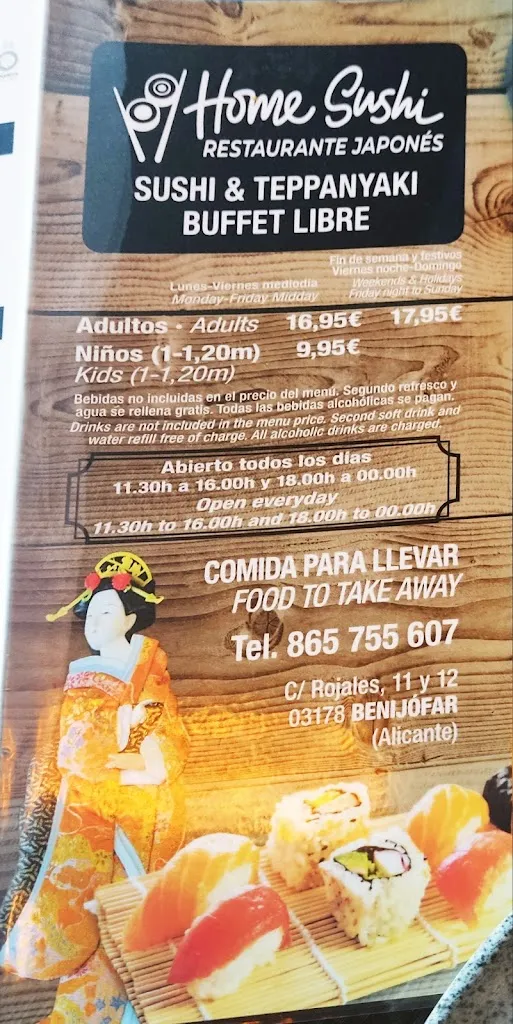 Home Sushi
RESTAURANTE JAPONÉS
SUSHI & TEPPANYAKI
BUFFET LIBRE
Fin de semana y festivos
Viernes noche-Domingo
Lunes-Viernes mediodia
Weekends & Holidays
Monday-Friday Midday
Friday night to Sunday
Adultos • Adults 16,95€ 17,95€
Niños (1-1,20m) 9,95€
Kids (1-1,20m)
Bebidas no incluidas en el precio del menú. Segundo refresco y
agua se rellena gratis. Todas las bebidas alcohólicas se pagan.
Drinks are not included in the menu price. Second soft drink and
water refill free of charge. All alcoholic drinks are charged.
Abierto todos los días
11.30h a 16.00h y 18.00h a 00.00h
Open everyday
11.30h to 16.00h and 18.00h to 00.00h
COMIDA PARA LLEVAR
FOOD TO TAKE AWAY
Tel. 865 755 607
C/ Rojales, 11 y 12
03178 BENIJÓFAR
(Alicante)